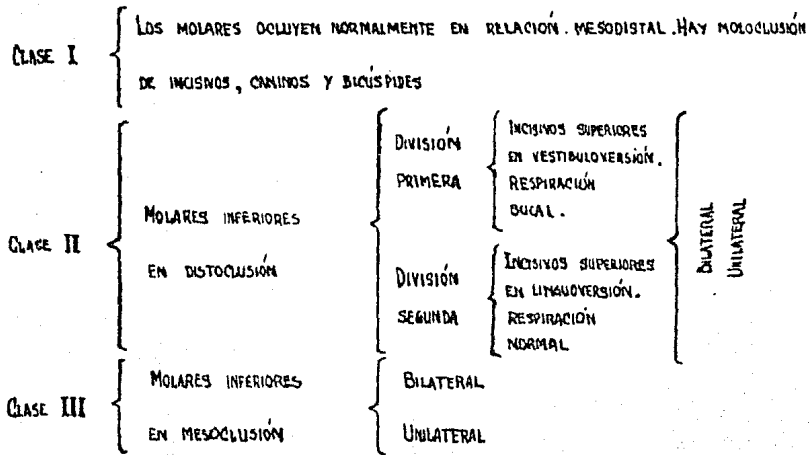 CLASE I
LOS MOLARES OCLUYEN NORMALMENTE EN RELACIÓN. MESODISTAL. HAY MOLOCLUSIÓN
DE INCISIVOS, CANINOS Y BICÚSPIDES
CLASE II
MOLARES INFERIORES
EN DISTOCLUSIÓN
DIVISIÓN
PRIMERA
INCISIVOS SUPERIORES
EN VESTIBULOVERSIÓN.
RESPIRACIÓN
BUCAL.
DIVISIÓN
SEGUNDA
INCISIVOS SUPERIORES
EN LINGUOVERSIÓN.
RESPIRACIÓN
NORMAL
BILATERAL
UNILATERAL
CLASE III
MOLARES INFERIORES
EN MESOCLUSIÓN
BILATERAL
UNILATERAL